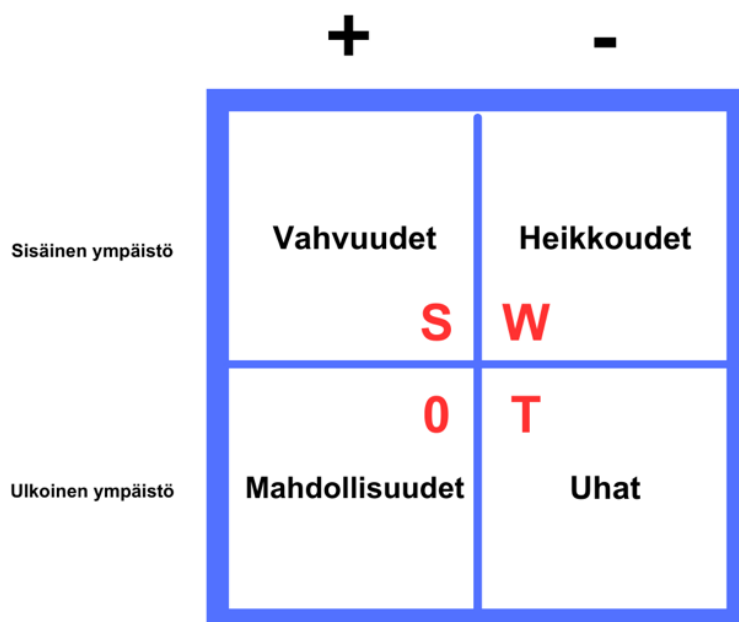 + -
Vahvuudet Heikkoudet
Sisäinen ympäistö
S W
0 T
Mahdollisuudet Uhat
Ulkoinen ympäistö